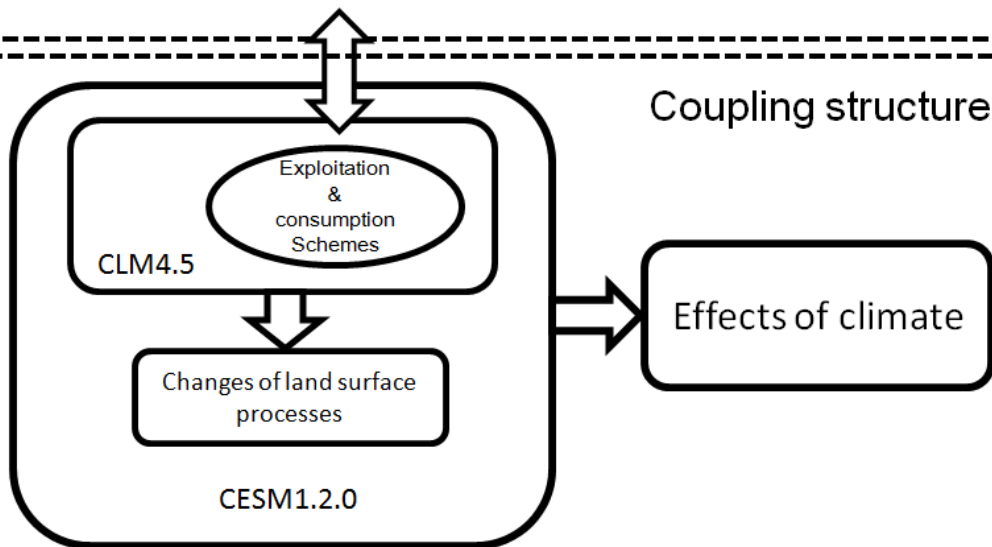 Coupling structure
Exploitation
&
consumption
Schemes
CLM4.5
Effects of climate
Changes of land surface
processes
CESM1.2.0